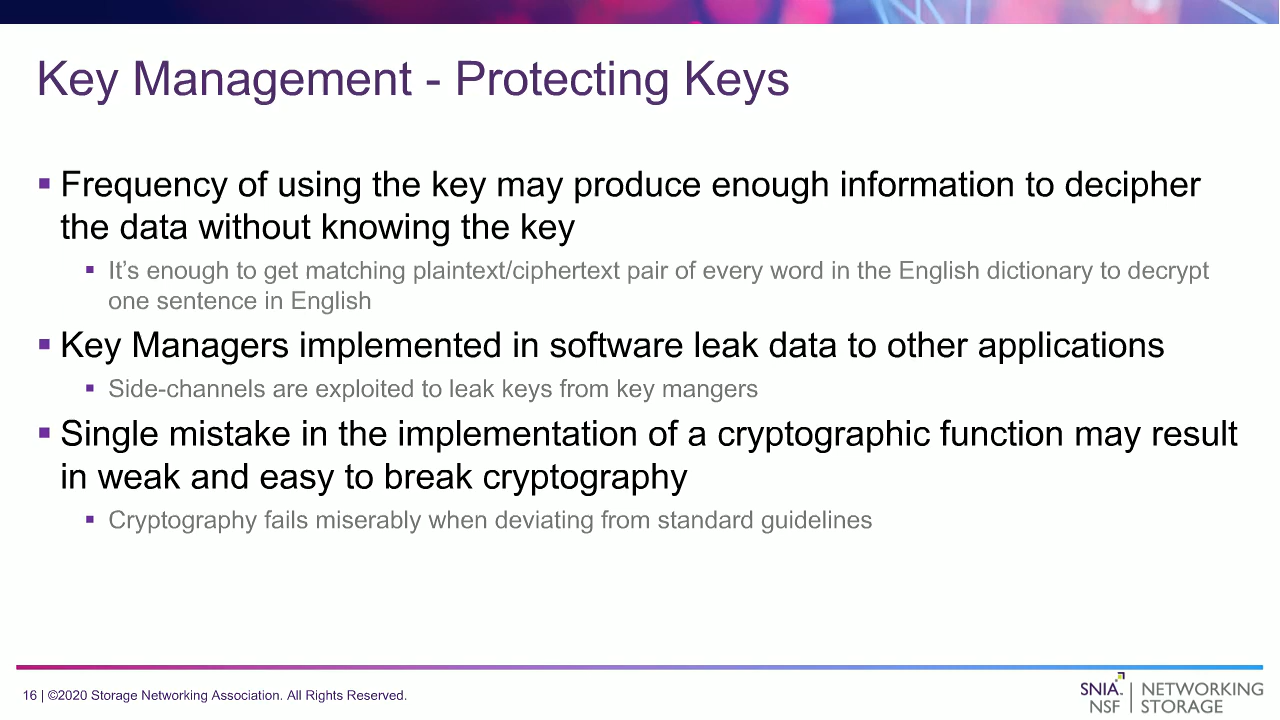 Key Management - Protecting Keys
▪ Frequency of using the key may produce enough information to decipher
the data without knowing the key
▪ It’s enough to get matching plaintext/ciphertext pair of every word in the English dictionary to decrypt
one sentence in English
▪ Key Managers implemented in software leak data to other applications
▪ Side-channels are exploited to leak keys from key mangers
▪ Single mistake in the implementation of a cryptographic function may result
in weak and easy to break cryptography
▪ Cryptography fails miserably when deviating from standard guidelines
16 | ©2020 Storage Networking Association. All Rights Reserved.
SNIA™ | NETWORKING
NSF | STORAGE